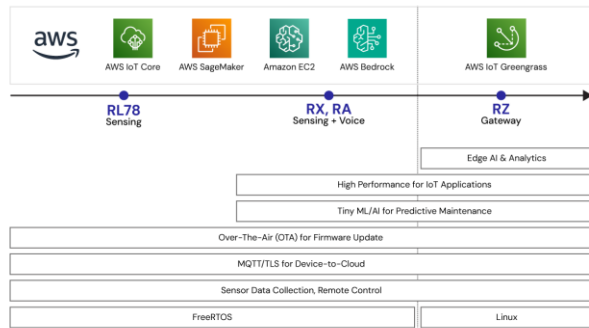 aws
AWS IoT Core
AWS SageMaker
Amazon EC2
AWS Bedrock
AWS IoT Greengrass
RL78
Sensing
RX, RA
Sensing + Voice
RZ
Gateway
Edge AI & Analytics
High Performance for IoT Applications
Tiny ML/AI for Predictive Maintenance
Over-The-Air (OTA) for Firmware Update
MQTT/TLS for Device-to-Cloud
Sensor Data Collection, Remote Control
FreeRTOS
Linux